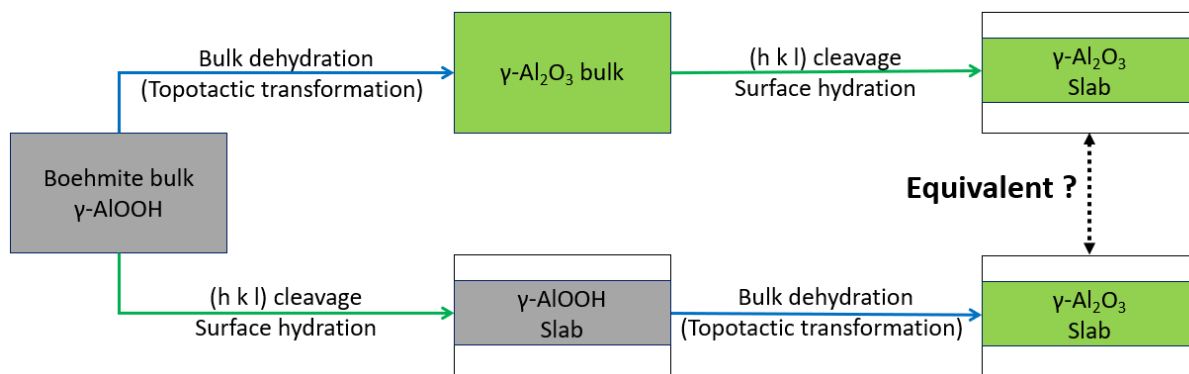 Bulk dehydration
(Topotactic transformation)
γ-Al₂O₃ bulk
(h k l) cleavage
Surface hydration
γ-Al₂O₃
Slab
Boehmite bulk
γ-AlOOH
Equivalent ?
(h k l) cleavage
Surface hydration
γ-AlOOH
Slab
Bulk dehydration
(Topotactic transformation)
γ-Al₂O₃
Slab